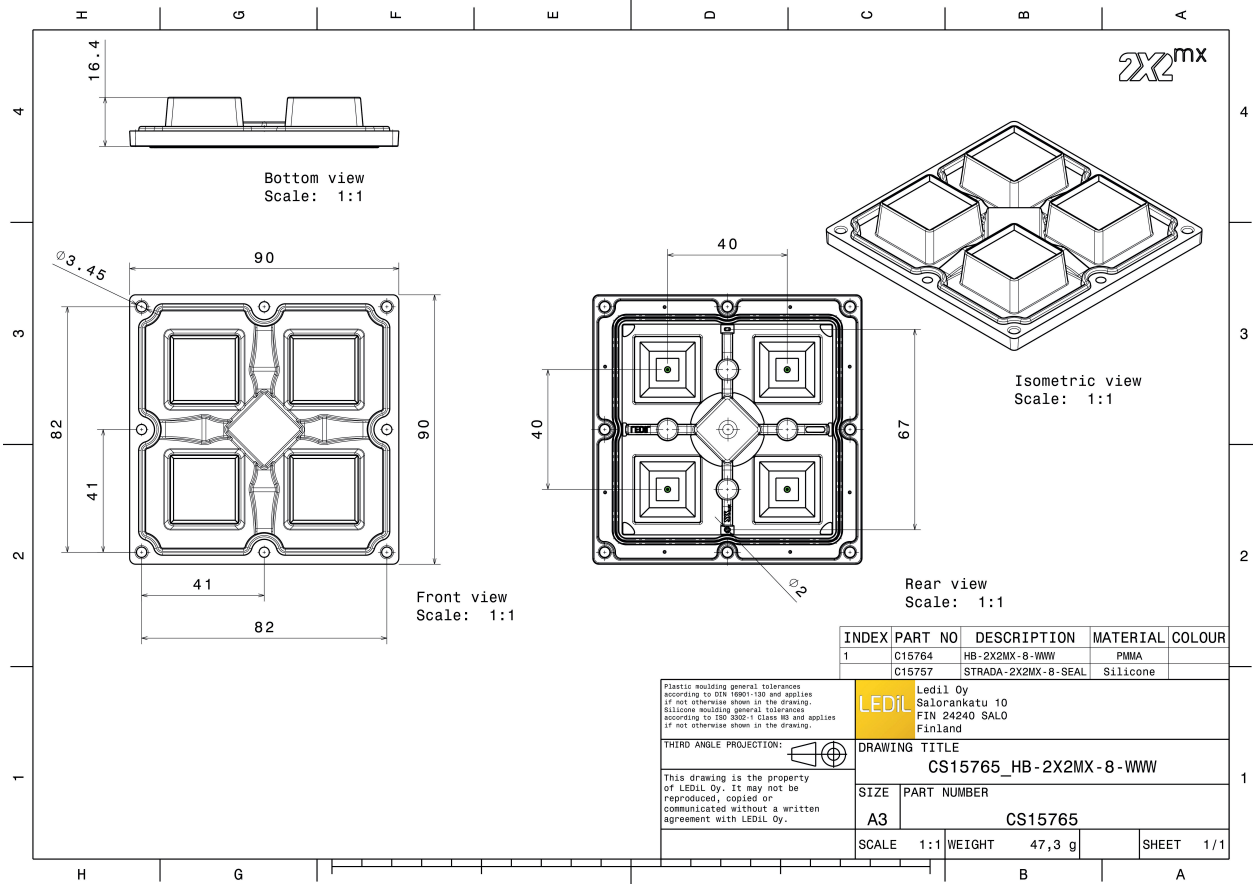 H G F E D C B A
2X2mx
4
4
16.4
Bottom view
Scale: 1:1
Ø3.45
90
40
3
3
82
90
41
40
67
Isometric view
Scale: 1:1
LEDiL
2
2
41
82
Front view
Scale: 1:1
Ø2
Rear view
Scale: 1:1
INDEX PART NO DESCRIPTION MATERIAL COLOUR
1 C15764 HB-2X2MX-8-WWW PMMA
C15757 STRADA-2X2MX-8-SEAL Silicone
Plastic moulding general tolerances
according to DIN 16901-130 and applies
if not otherwise shown in the drawing.
Silicone moulding general tolerances
according to ISO 3302-1 Class M3 and applies
if not otherwise shown in the drawing.
LEDiL
Ledil Oy
Salorankatu 10
FIN 24240 SALO
Finland
THIRD ANGLE PROJECTION:
DRAWING TITLE
CS15765_HB-2X2MX-8-WWW
This drawing is the property
of LEDiL Oy. It may not be
reproduced, copied or
communicated without a written
agreement with LEDiL Oy.
SIZE PART NUMBER
A3 CS15765
SCALE 1:1 WEIGHT 47,3 g SHEET 1/1
1
1
H G B A